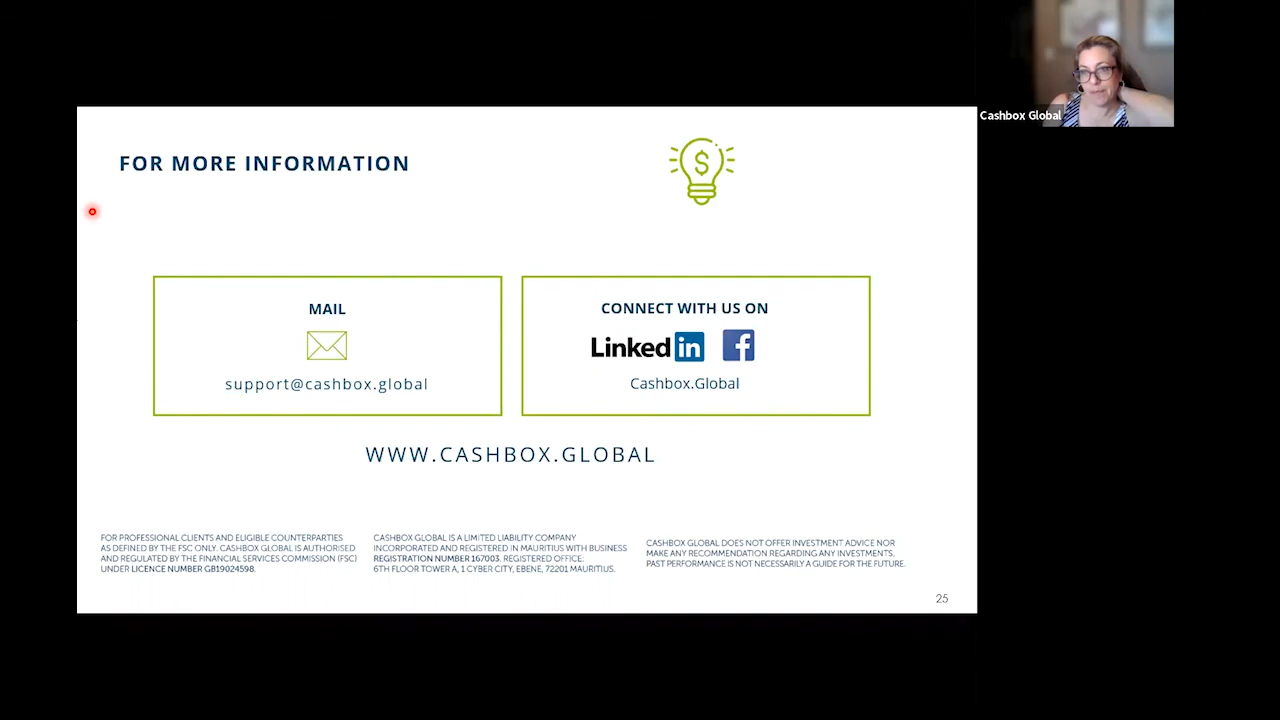 Cashbox Global
FOR MORE INFORMATION
$
MAIL
support@cashbox.global
CONNECT WITH US ON
Linked in f
Cashbox.Global
WWW.CASHBOX.GLOBAL
FOR PROFESSIONAL CLIENTS AND ELIGIBLE COUNTERPARTIES
AS DEFINED BY THE FSC ONLY. CASHBOX GLOBAL IS AUTHORISED
AND REGULATED BY THE FINANCIAL SERVICES COMMISSION (FSC)
UNDER LICENCE NUMBER GB19024598.
CASHBOX GLOBAL IS A LIMITED LIABILITY COMPANY
INCORPORATED AND REGISTERED IN MAURITIUS WITH BUSINESS
REGISTRATION NUMBER 167003. REGISTERED OFFICE:
6TH FLOOR TOWER A, 1 CYBER CITY, EBENE, 72201 MAURITIUS.
CASHBOX GLOBAL DOES NOT OFFER INVESTMENT ADVICE NOR
MAKE ANY RECOMMENDATION REGARDING ANY INVESTMENTS.
PAST PERFORMANCE IS NOT NECESSARILY A GUIDE FOR THE FUTURE.
25